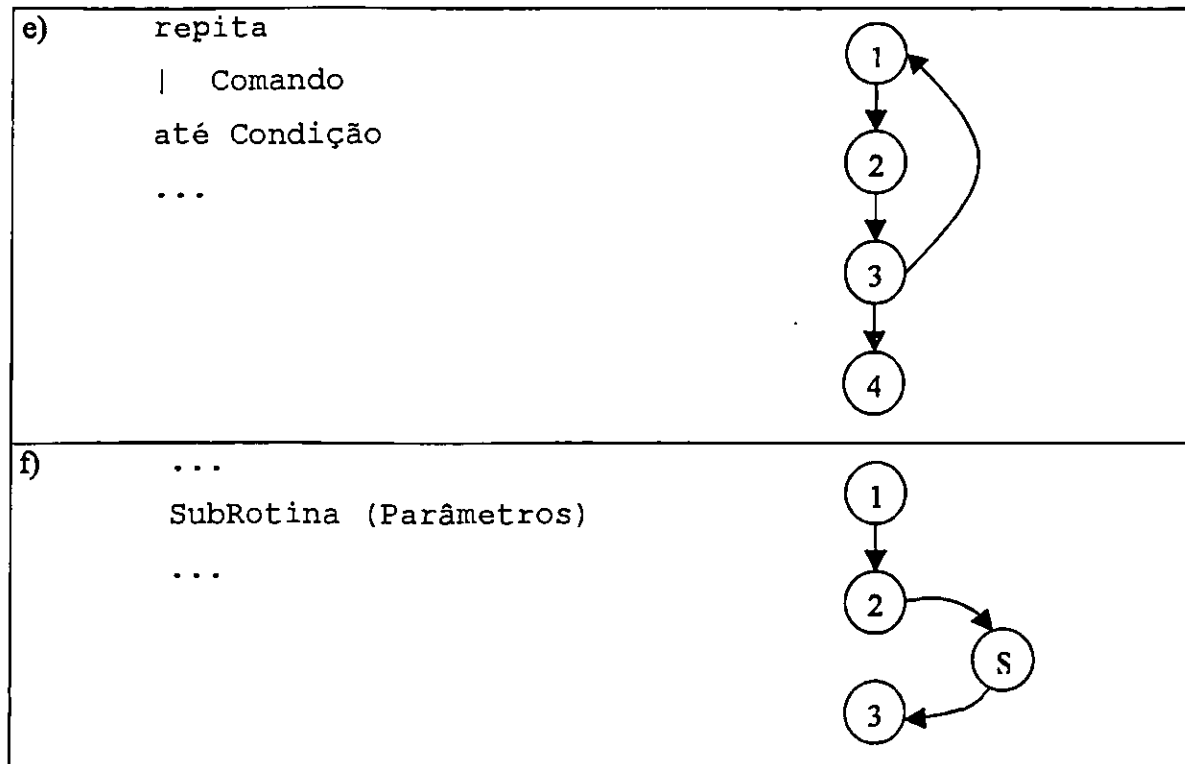 e) repita
| Comando
até Condição
...
1
2
3
4
f) ...
SubRotina (Parâmetros)
...
1
2
S
3